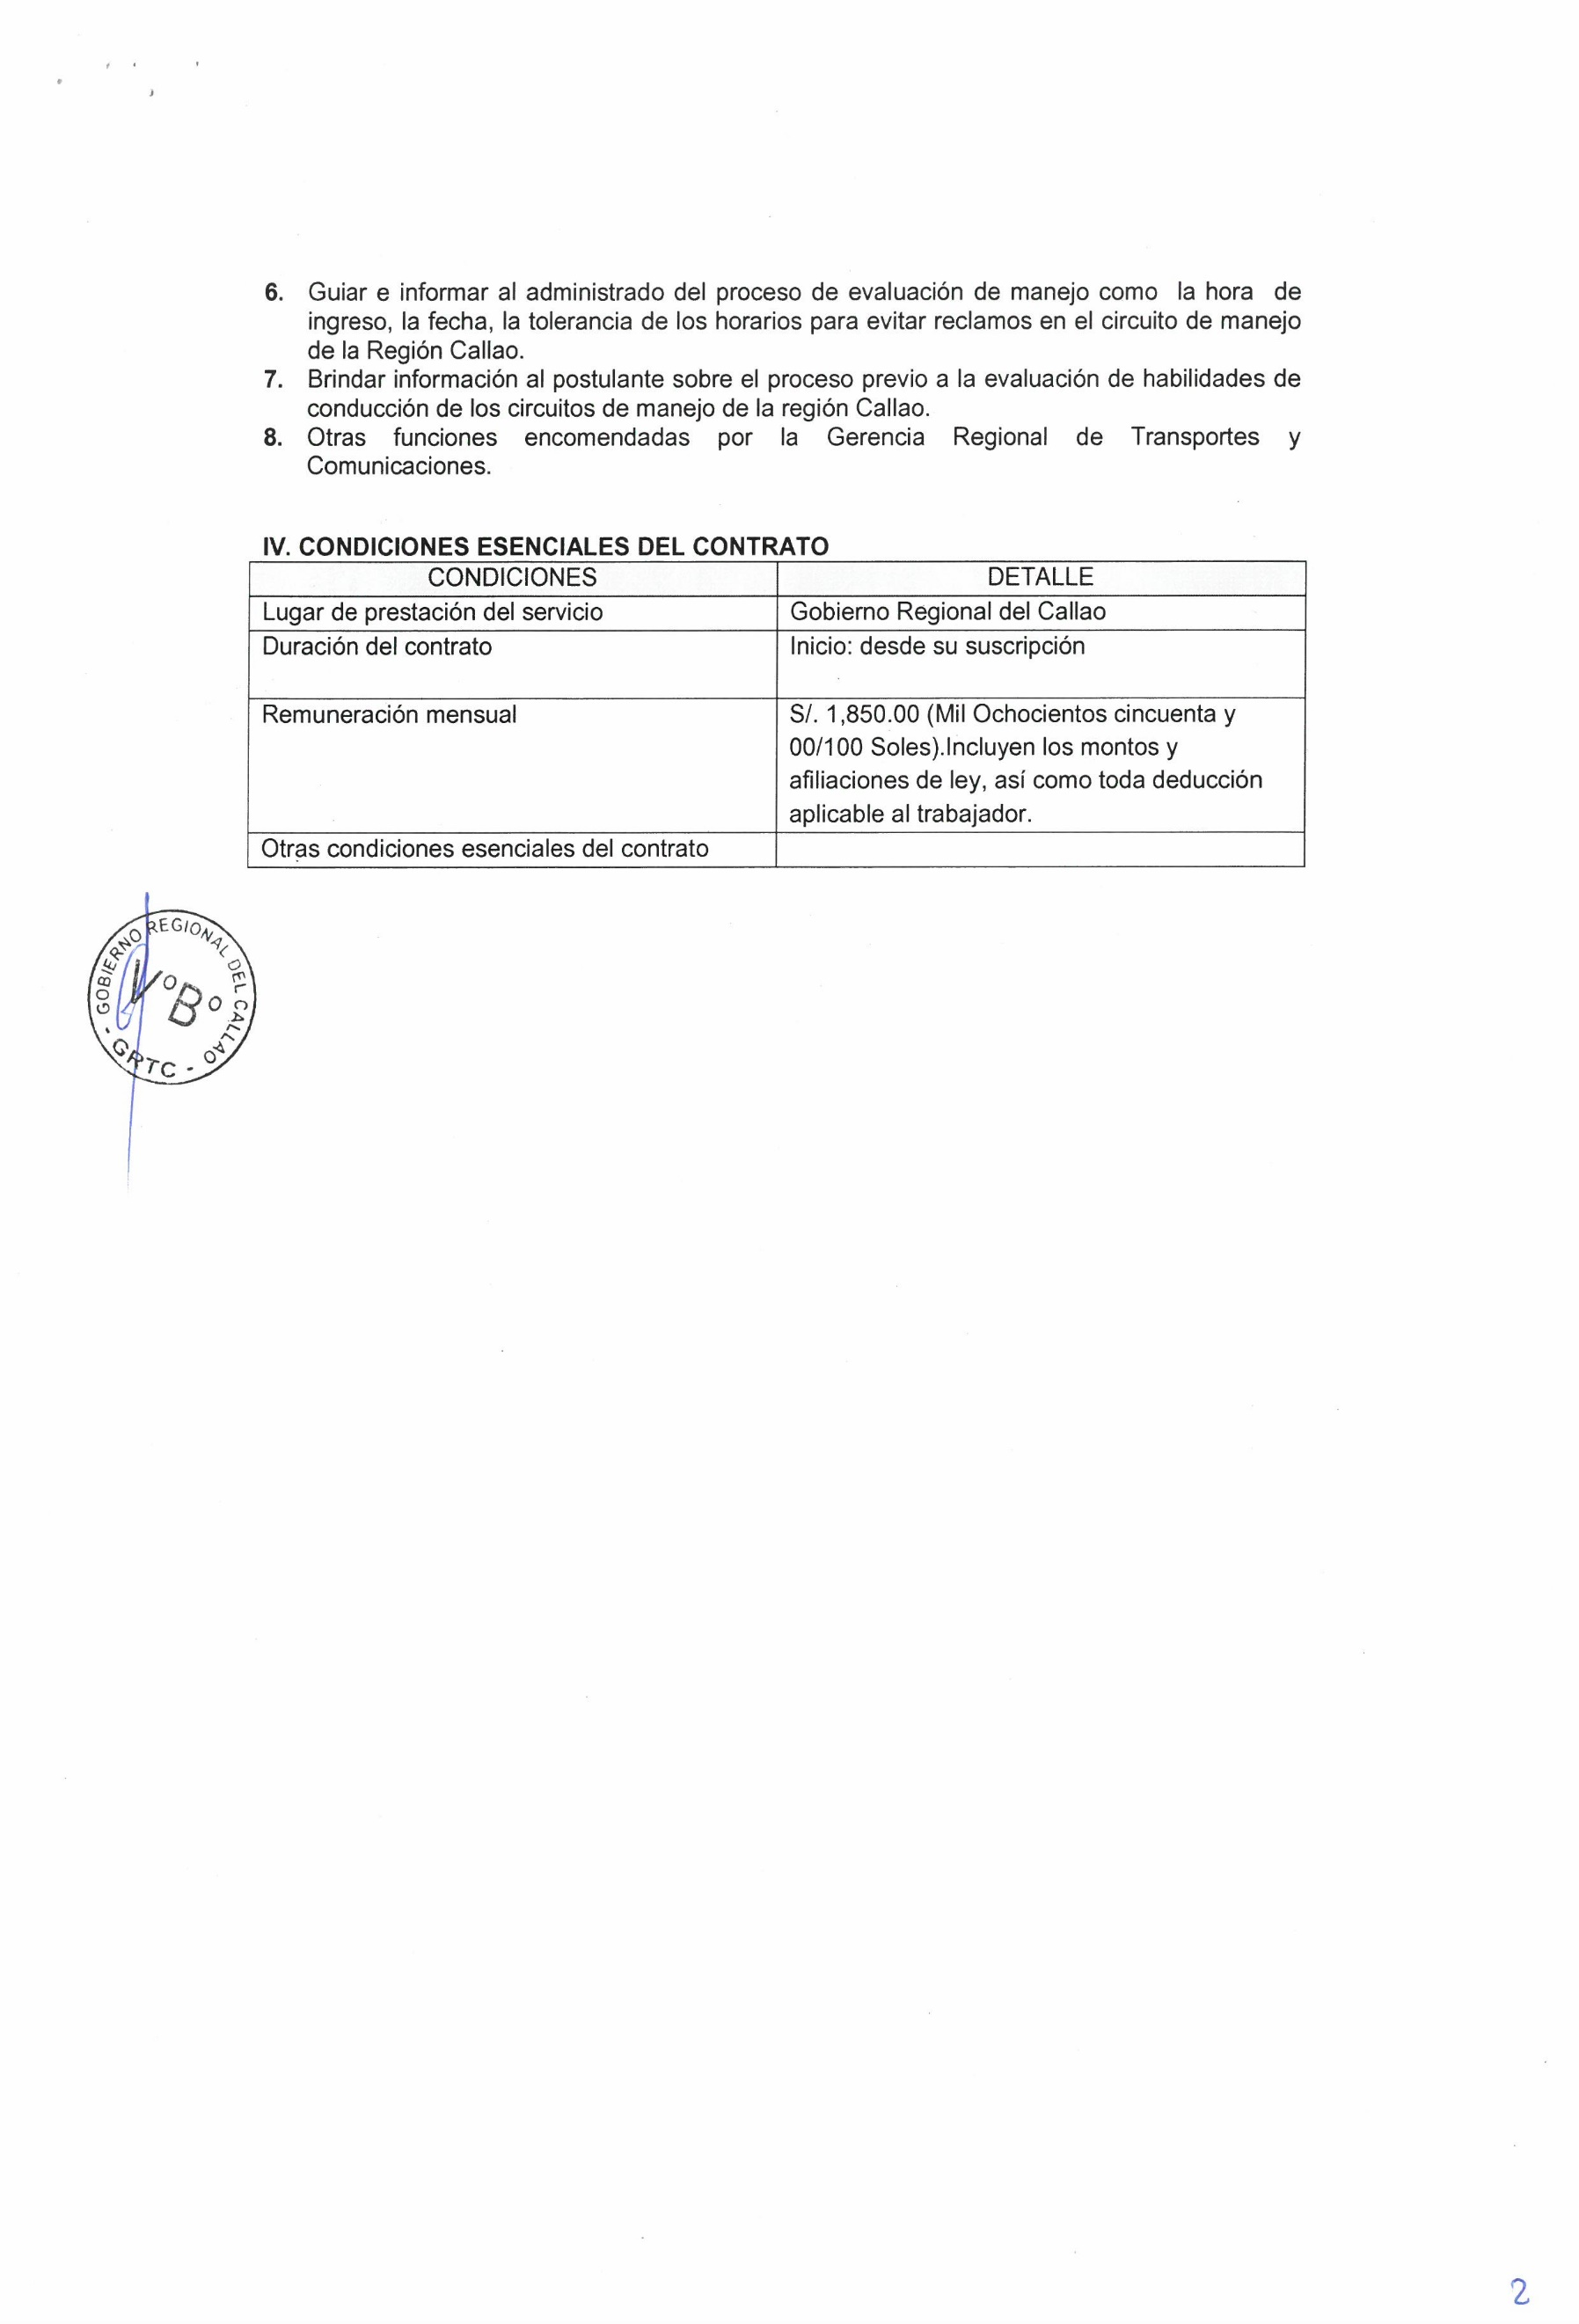 6. Guiar e informar al administrado del proceso de evaluación de manejo como la hora de
ingreso, la fecha, la tolerancia de los horarios para evitar reclamos en el circuito de manejo
de la Región Callao.
7. Brindar información al postulante sobre el proceso previo a la evaluación de habilidades de
conducción de los circuitos de manejo de la región Callao.
8. Otras funciones encomendadas por la Gerencia Regional de Transportes y
Comunicaciones.
IV. CONDICIONES ESENCIALES DEL CONTRATO
CONDICIONES DETALLE
Lugar de prestación del servicio Gobierno Regional del Callao
Duración del contrato Inicio: desde su suscripción
Remuneración mensual S/. 1,850.00 (Mil Ochocientos cincuenta y
00/100 Soles).Incluyen los montos y
afiliaciones de ley, así como toda deducción
aplicable al trabajador.
Otras condiciones esenciales del contrato
GOBIERNO REGIONAL DEL CALLAO
V°B°
- GRTC -
2